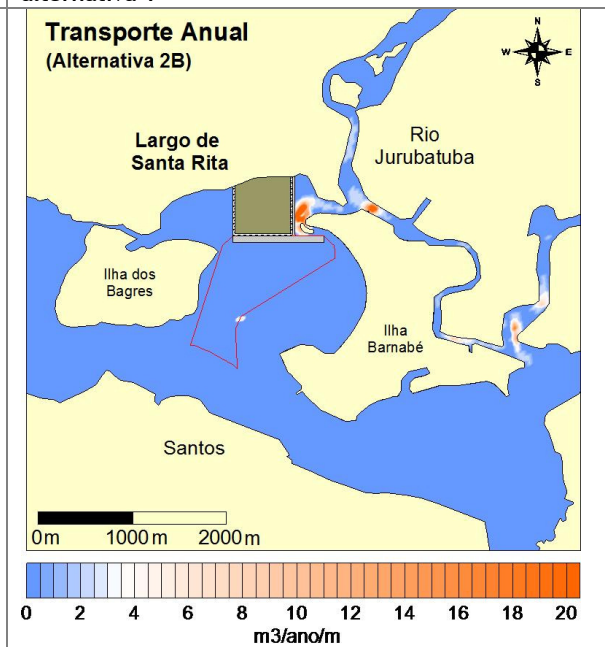 Transporte Anual
(Alternativa 2B)
N
W
E
S
Largo de
Santa Rita
Rio
Jurubatuba
Ilha dos
Bagres
Ilha
Barnabé
Santos
0m 1000m 2000m
0 2 4 6 8 10 12 14 16 18 20
m3/ano/m